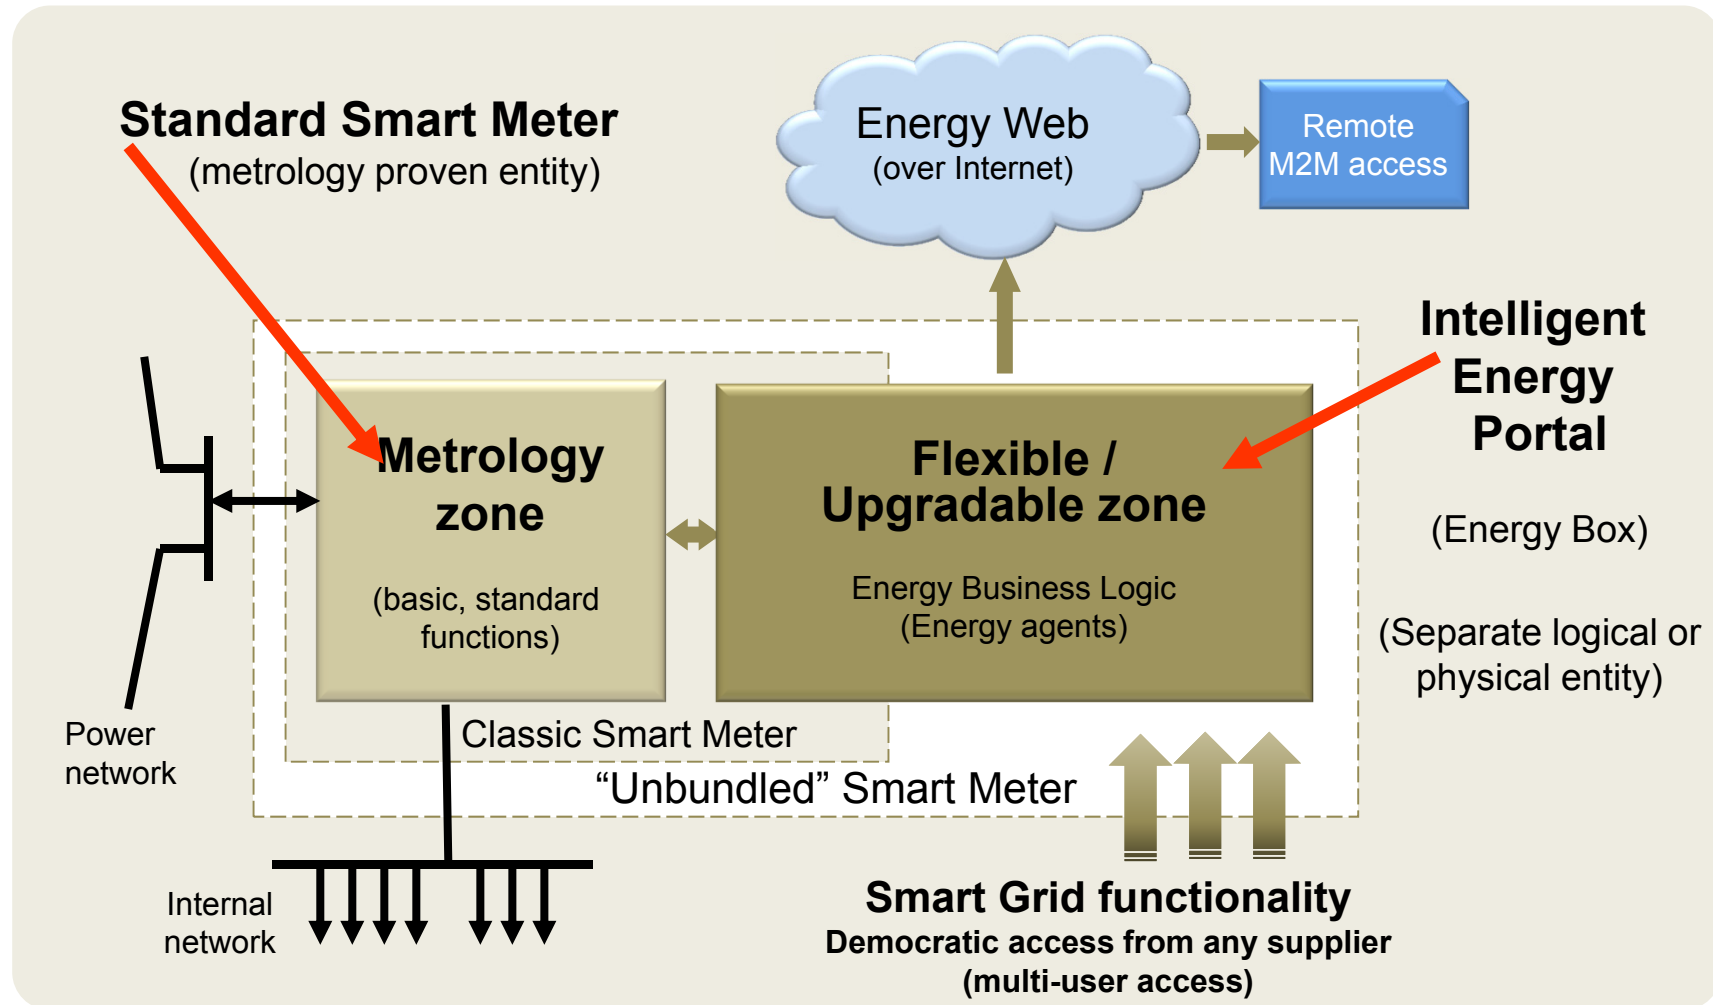 Standard Smart Meter
(metrology proven entity)
Energy Web
(over Internet)
Remote
M2M access
Intelligent
Energy
Portal
(Energy Box)
(Separate logical or
physical entity)
Metrology
zone
(basic, standard
functions)
Flexible /
Upgradable zone
Energy Business Logic
(Energy agents)
Classic Smart Meter
“Unbundled” Smart Meter
Power
network
Internal
network
Smart Grid functionality
Democratic access from any supplier
(multi-user access)